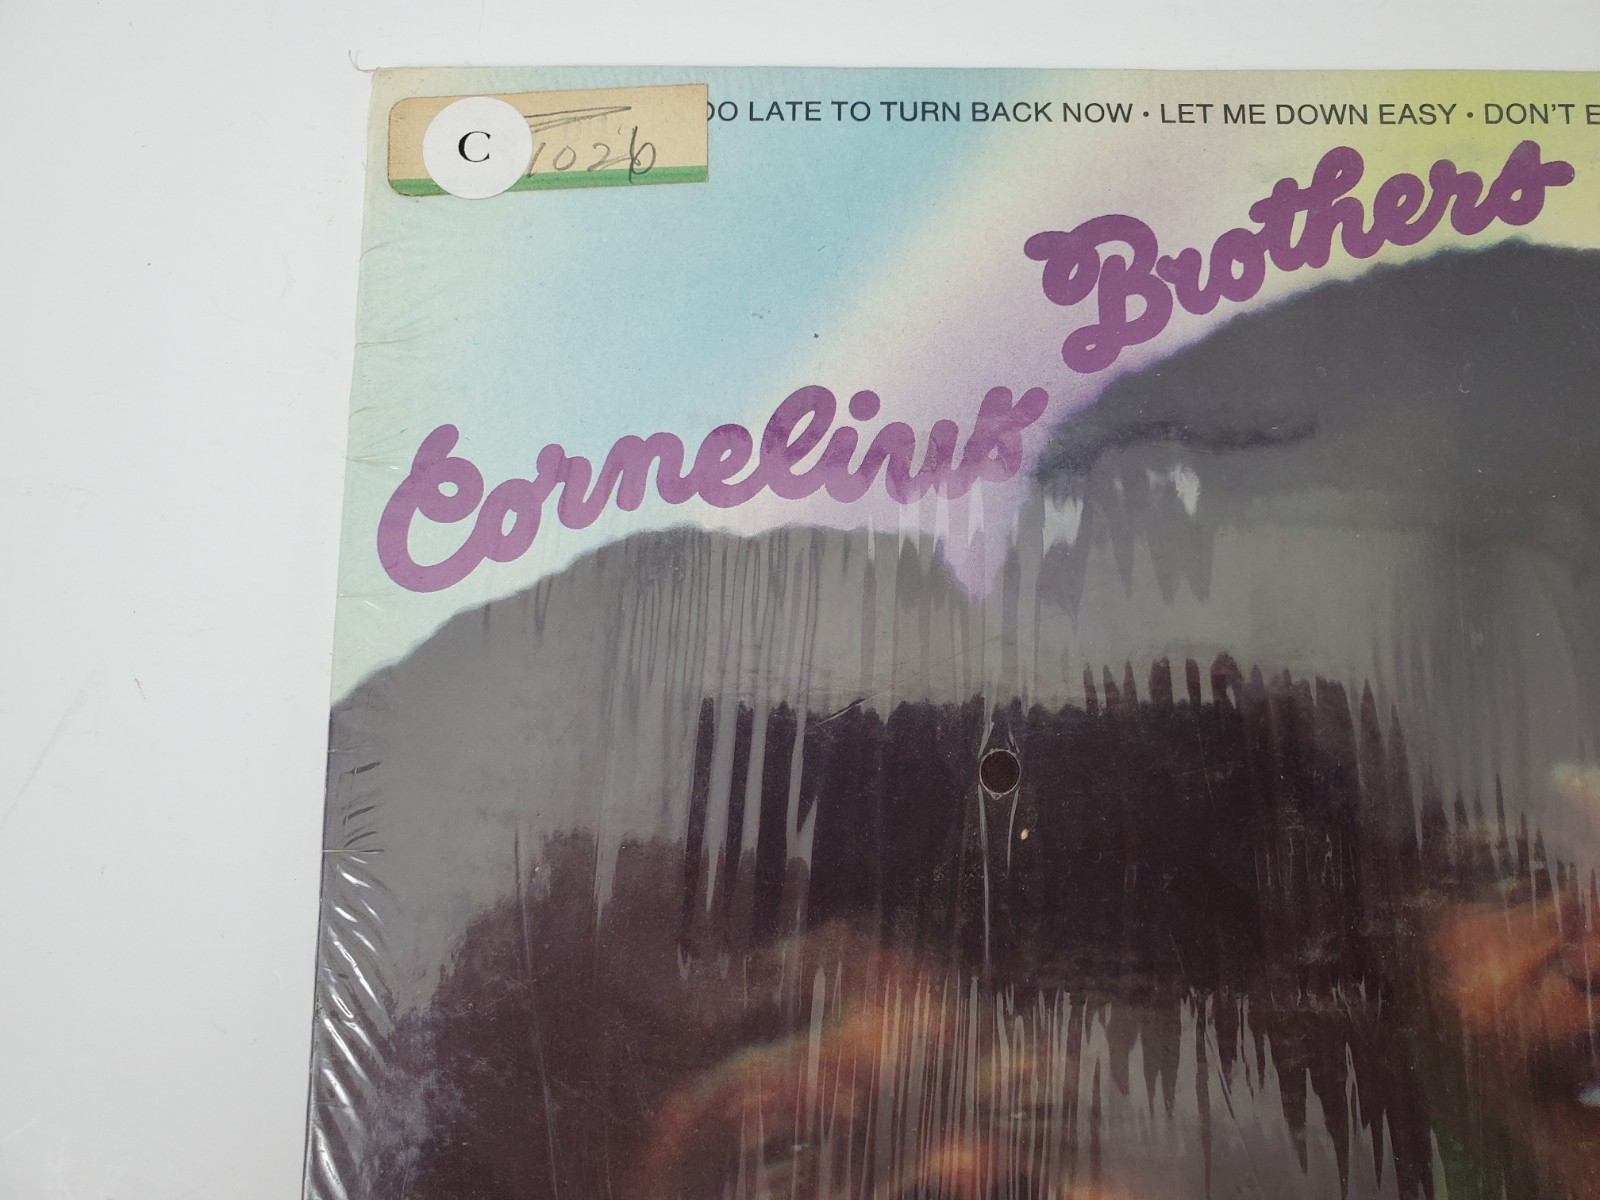 C 1026
OO LATE TO TURN BACK NOW • LET ME DOWN EASY • DON'T E
Cornelius Brothers